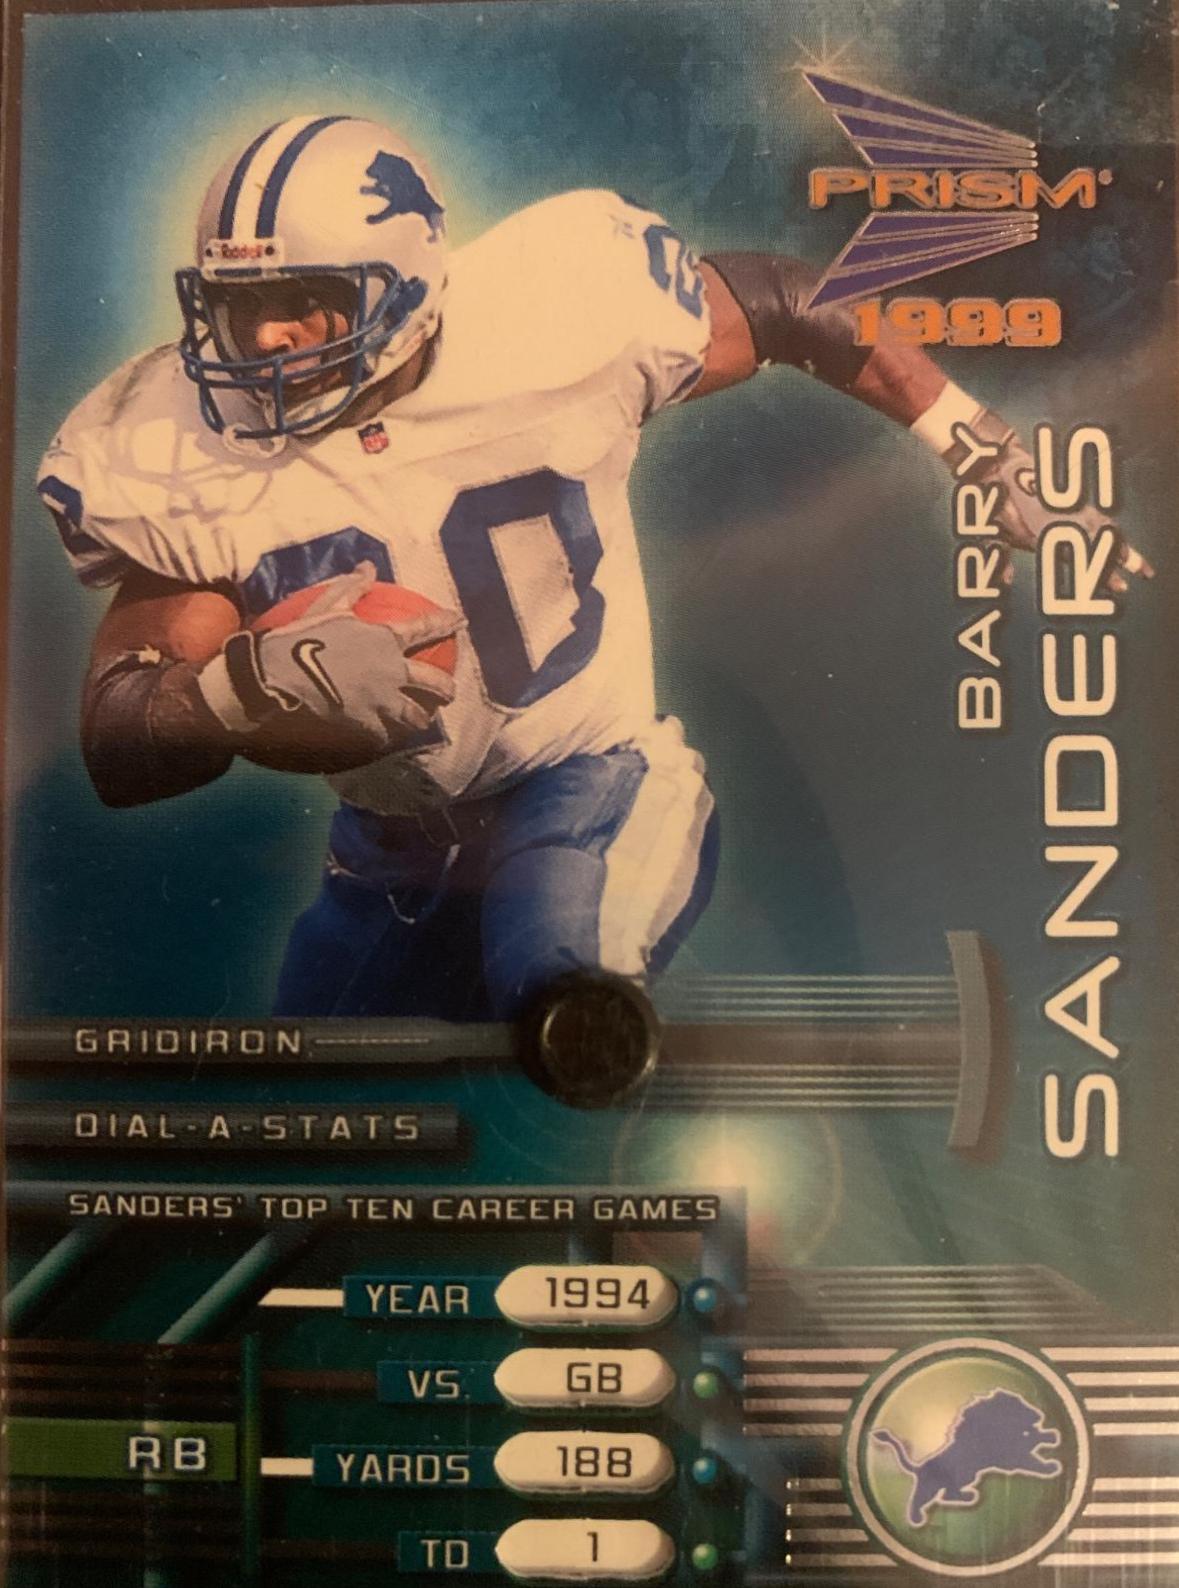 Riddell
PRISM
1999
BARRY
SANDERS
20
GRIDIRON
DIAL-A-STATS
SANDERS' TOP TEN CAREER GAMES
YEAR 1994
VS. GB
RB
YARDS 188
TD 1